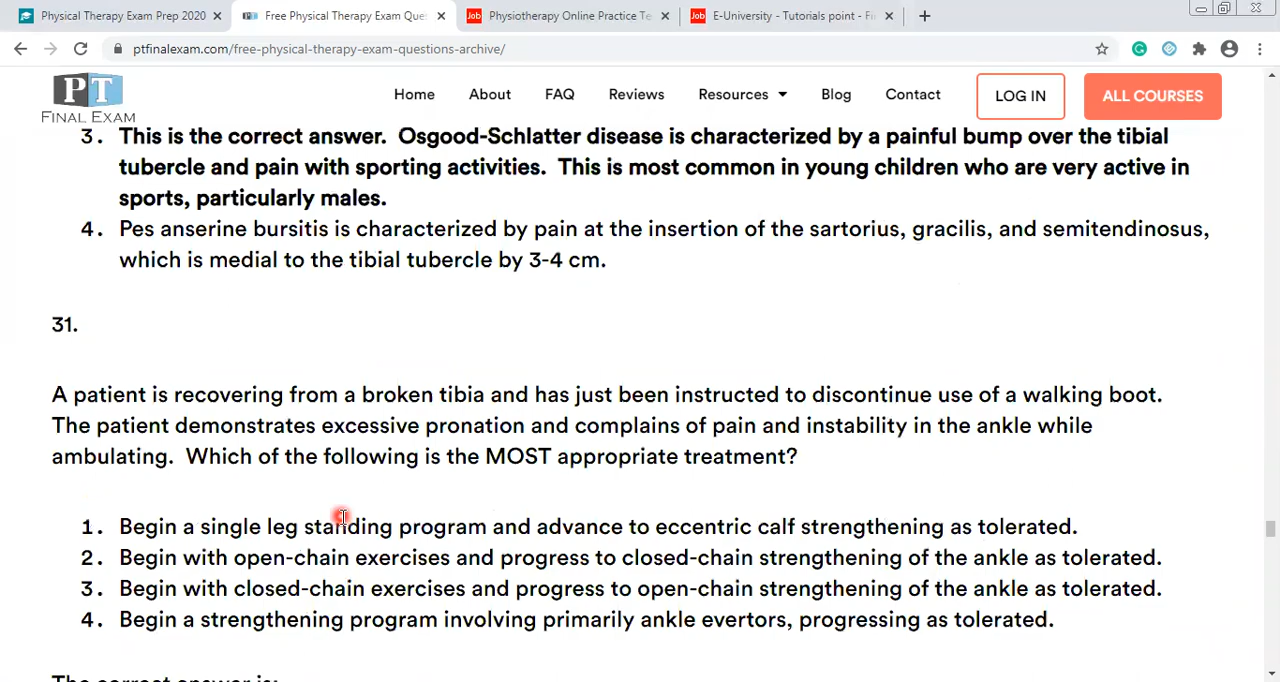 Physical Therapy Exam Prep 2020
Free Physical Therapy Exam Que
Physiotherapy Online Practice Te
E-University - Tutorials point - Fr
ptfinalexam.com/free-physical-therapy-exam-questions-archive/
PT
FINAL EXAM
Home About FAQ Reviews Resources Blog Contact LOG IN ALL COURSES
3. This is the correct answer. Osgood-Schlatter disease is characterized by a painful bump over the tibial
tubercle and pain with sporting activities. This is most common in young children who are very active in
sports, particularly males.
4. Pes anserine bursitis is characterized by pain at the insertion of the sartorius, gracilis, and semitendinosus,
which is medial to the tibial tubercle by 3-4 cm.
31.
A patient is recovering from a broken tibia and has just been instructed to discontinue use of a walking boot.
The patient demonstrates excessive pronation and complains of pain and instability in the ankle while
ambulating. Which of the following is the MOST appropriate treatment?
1. Begin a single leg standing program and advance to eccentric calf strengthening as tolerated.
2. Begin with open-chain exercises and progress to closed-chain strengthening of the ankle as tolerated.
3. Begin with closed-chain exercises and progress to open-chain strengthening of the ankle as tolerated.
4. Begin a strengthening program involving primarily ankle evertors, progressing as tolerated.
The correct answer is: